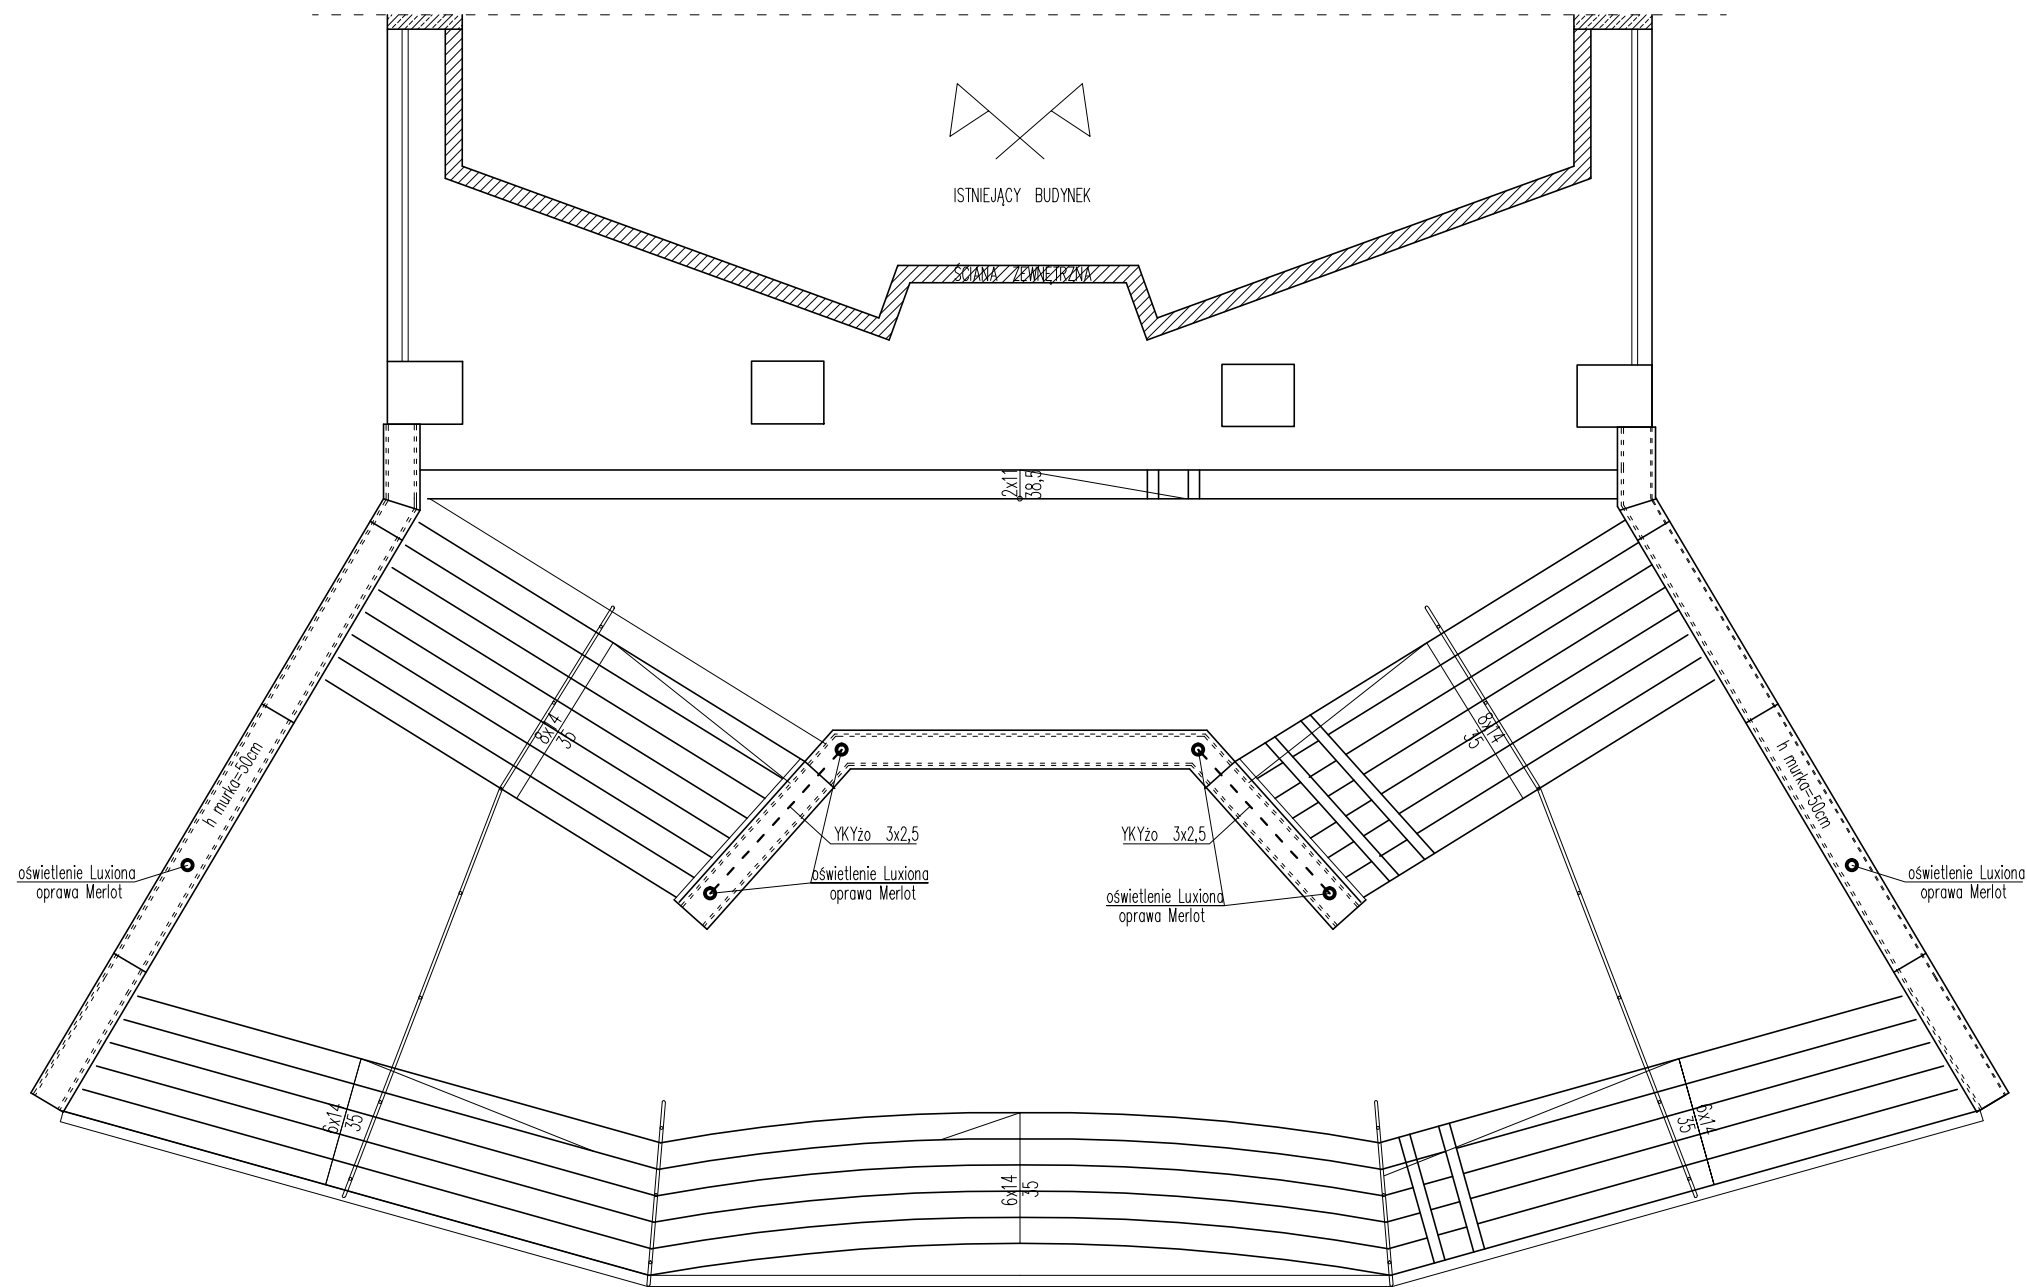 ISTNIEJĄCY BUDYNEK
ŚCIANA ZEWNĘTRZNA
2x11
38,5
8x14
35
8x14
35
h murka=50cm
h murka=50cm
YKYżo 3x2,5
YKYżo 3x2,5
oświetlenie Luxiona
oprawa Merlot
oświetlenie Luxiona
oprawa Merlot
oświetlenie Luxiona
oprawa Merlot
oświetlenie Luxiona
oprawa Merlot
6x14
35
6x14
35
6x14
35